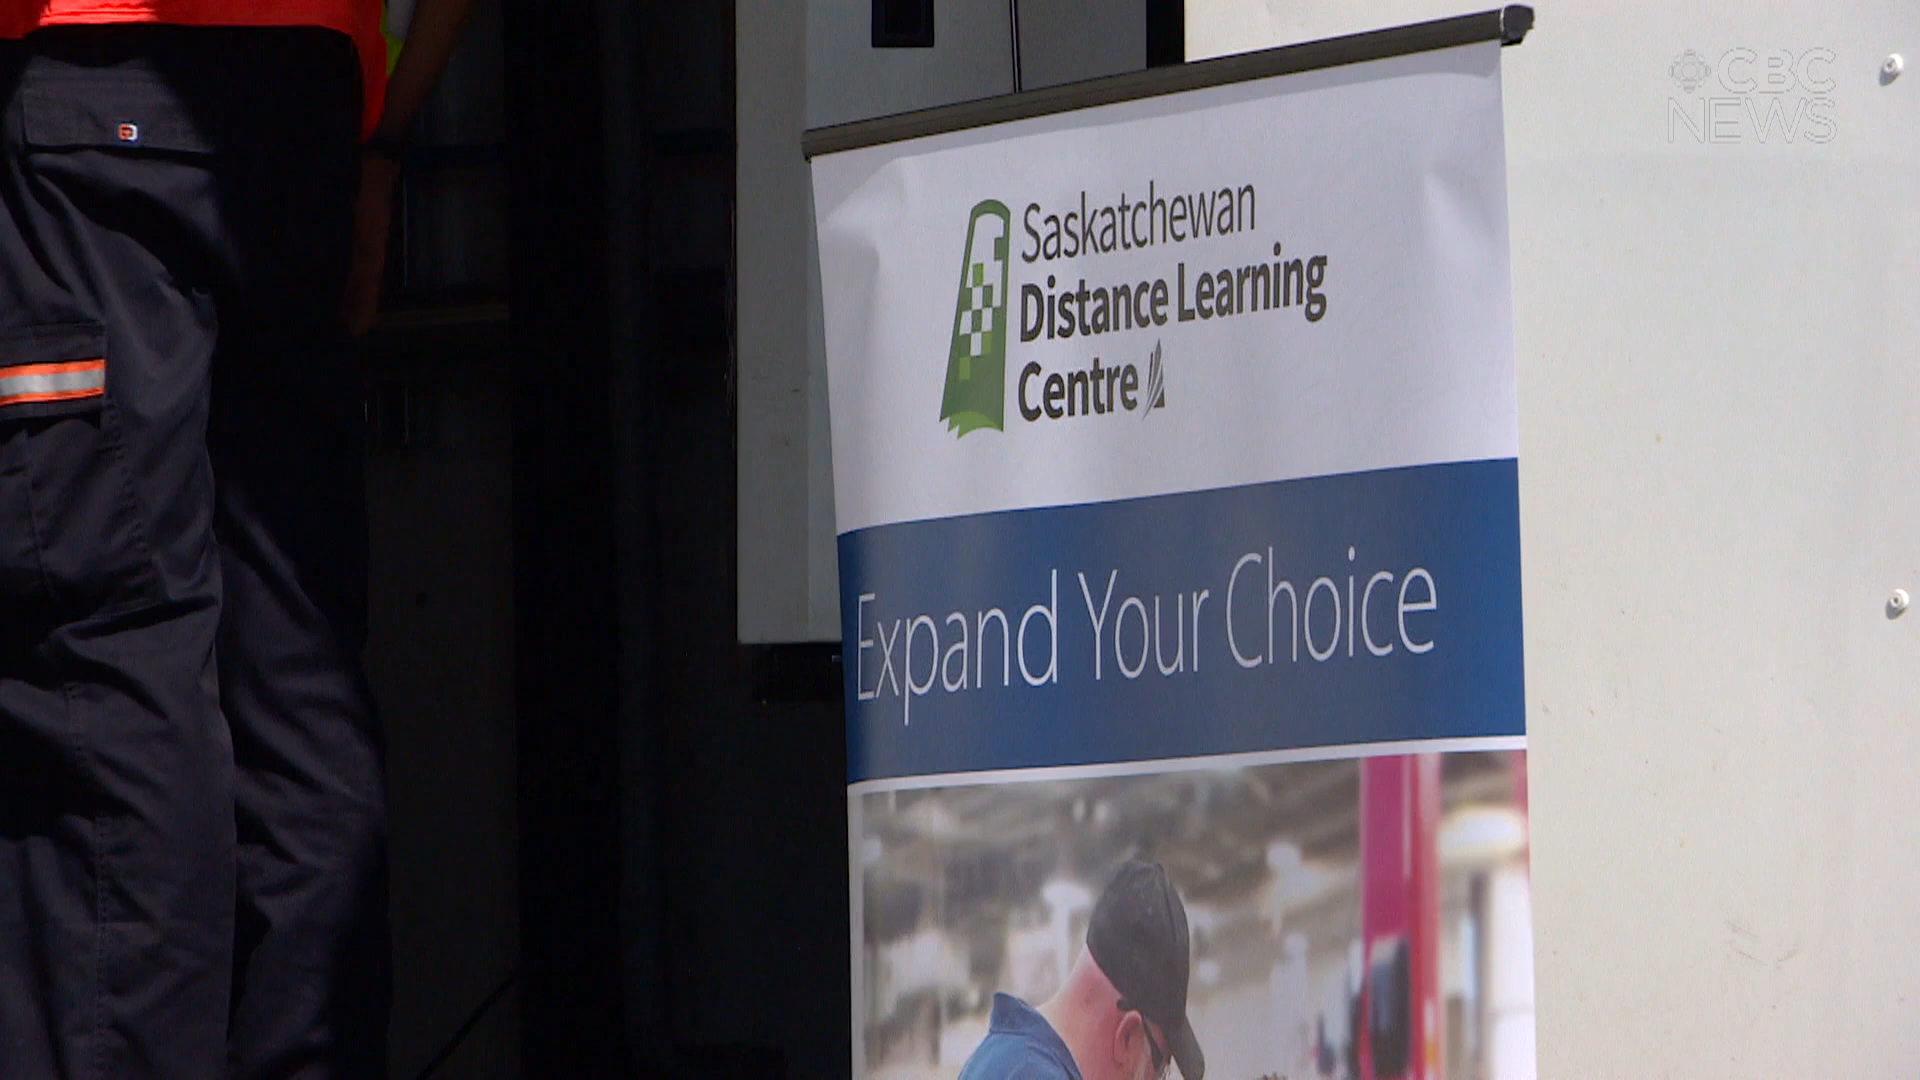 CBC
NEWS
Saskatchewan
Distance Learning
Centre
Expand Your Choice